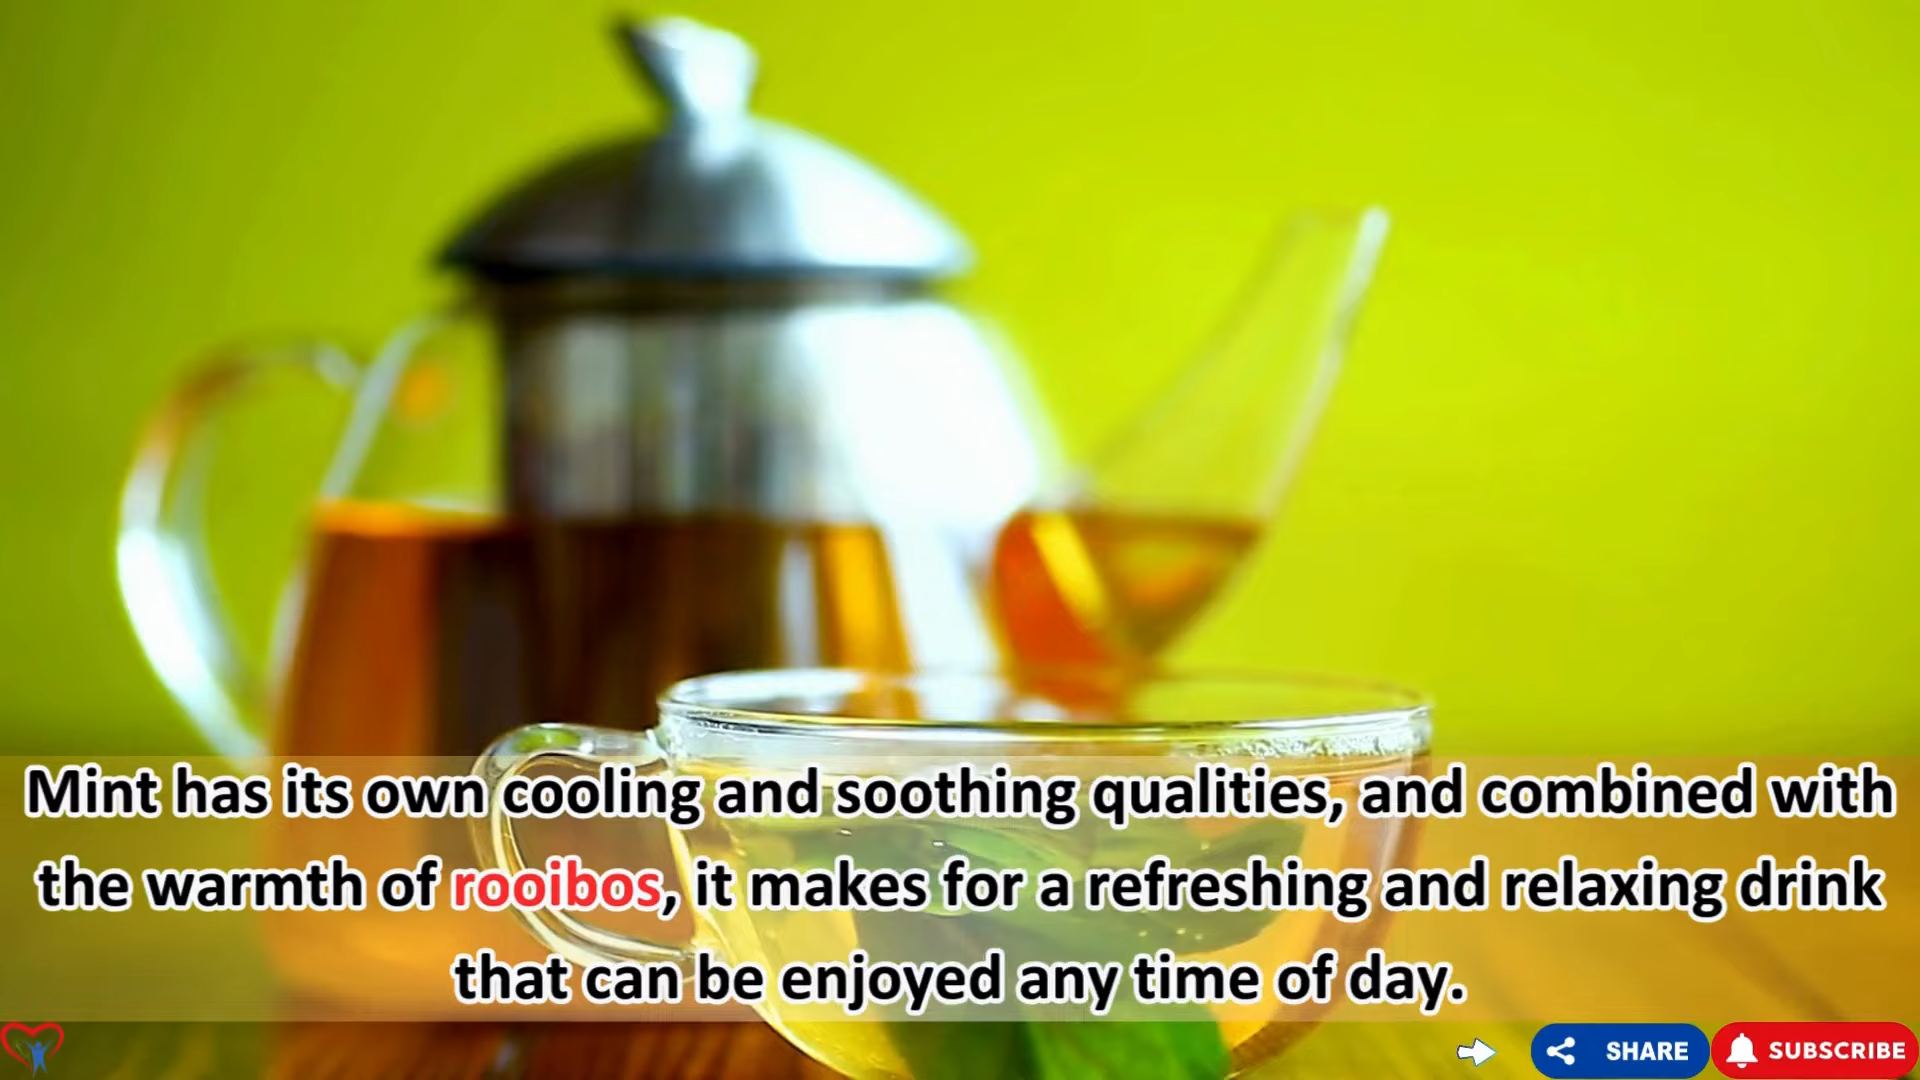 Mint has its own cooling and soothing qualities, and combined with
the warmth of rooibos, it makes for a refreshing and relaxing drink
that can be enjoyed any time of day.
SHARE
SUBSCRIBE